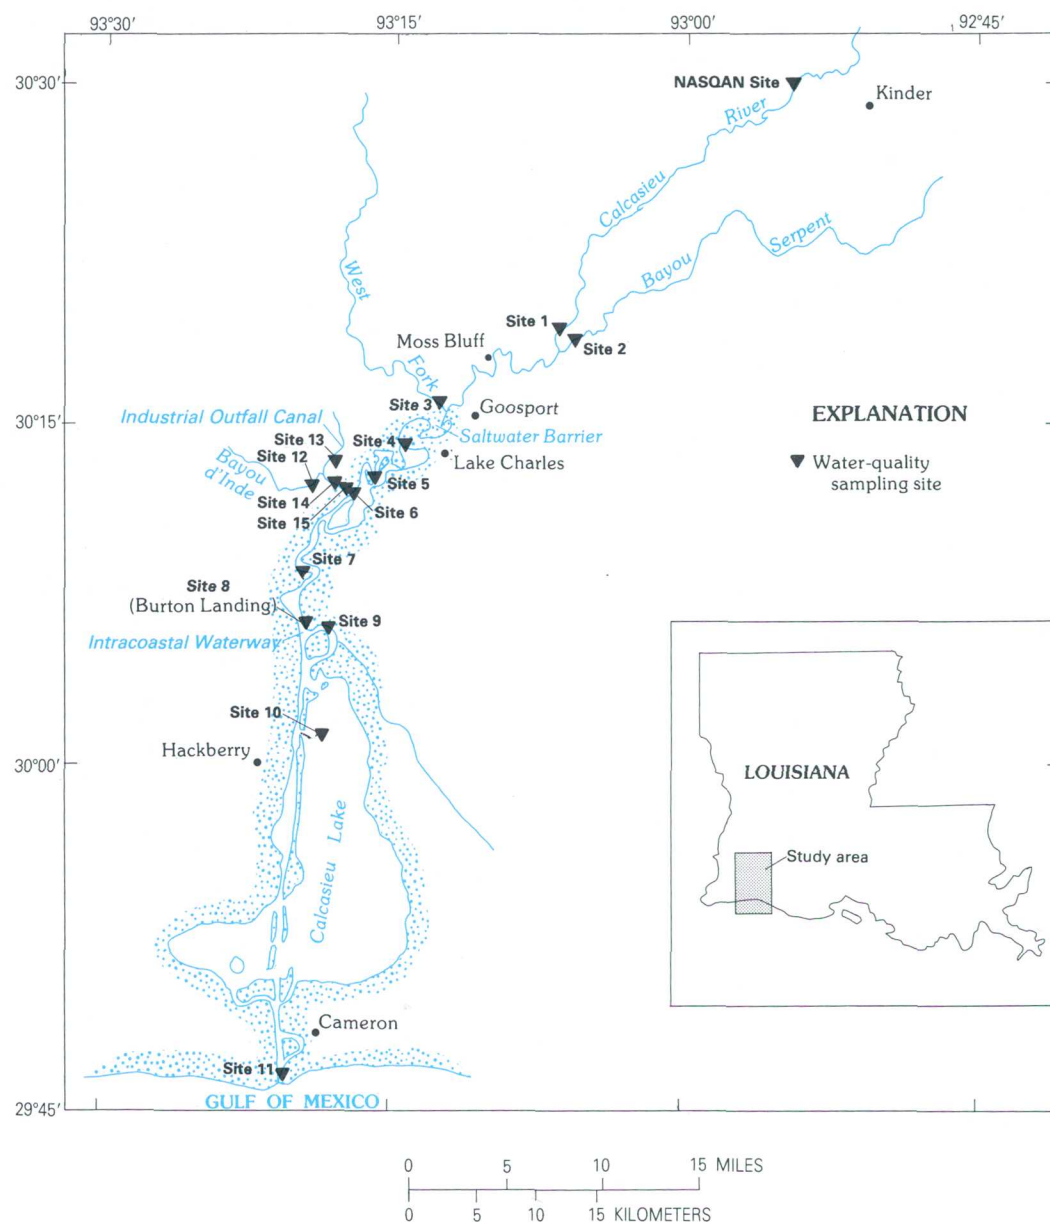 93°30′ 93°15′ 93°00′ 92°45′
30°30′
NASQAN Site
Kinder
River
Calcasieu
Serpent
Bayou
West
Site 1
Moss Bluff
Site 2
Fork
Site 3
Goosport
EXPLANATION
Industrial Outfall Canal
30°15′
Saltwater Barrier
Site 13
Site 4
Site 12
Lake Charles
Water-quality
sampling site
Bayou
d'Inde
Site 5
Site 14
Site 6
Site 15
Site 7
Site 8
(Burton Landing)
Site 9
Intracoastal Waterway
Site 10
Hackberry
30°00′
LOUISIANA
Calcasieu Lake
Study area
Cameron
Site 11
GULF OF MEXICO
29°45′
0 5 10 15 MILES
0 5 10 15 KILOMETERS